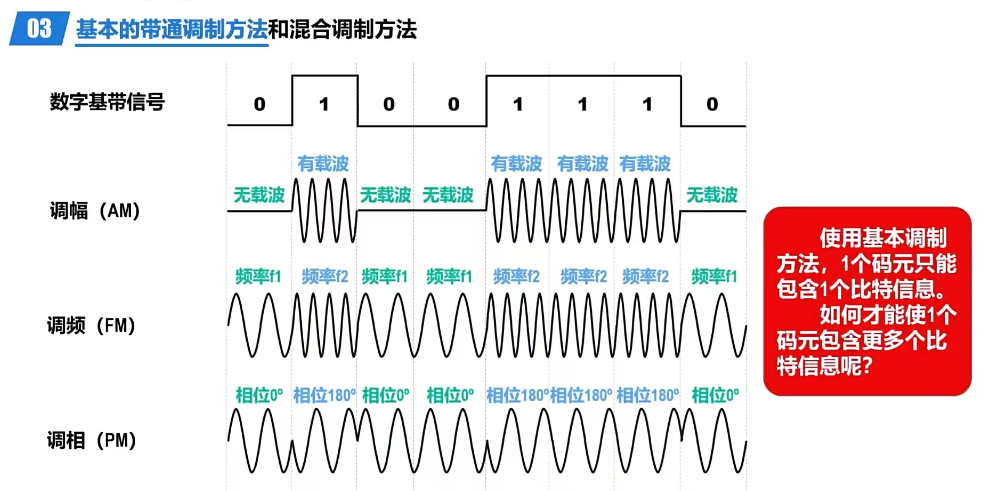 03 基本的带通调制方法和混合调制方法
数字基带信号 0 1 0 0 1 1 1 0
有载波 有载波 有载波 有载波
无载波 无载波 无载波 无载波
调幅（AM）
频率f1 频率f2 频率f1 频率f1 频率f2 频率f2 频率f2 频率f1
调频（FM）
相位0° 相位180° 相位0° 相位0° 相位180° 相位180° 相位180° 相位0°
调相（PM）
使用基本调制
方法，1个码元只能
包含1个比特信息。
如何才能使1个
码元包含更多个比
特信息呢？